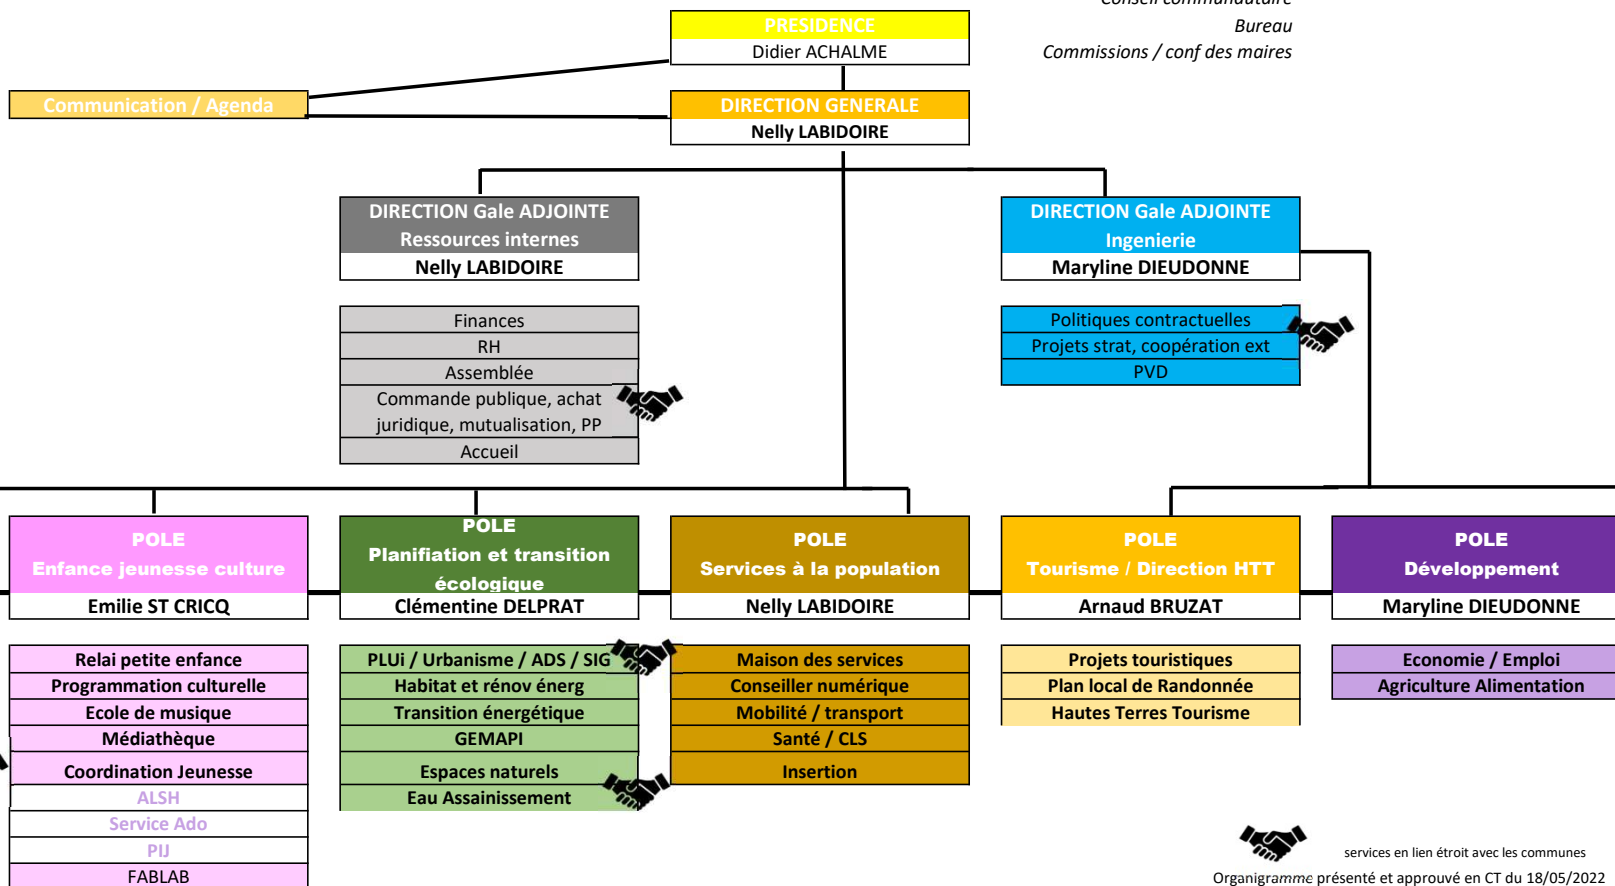 Conseil communautaire
Bureau
Commissions / conf des maires
PRESIDENCE
Didier ACHALME
Communication / Agenda
DIRECTION GENERALE
Nelly LABIDOIRE
DIRECTION Gale ADJOINTE
Ressources internes
Nelly LABIDOIRE
DIRECTION Gale ADJOINTE
Ingenierie
Maryline DIEUDONNE
Finances
RH
Assemblée
Commande publique, achat
juridique, mutualisation, PP
Accueil
Politiques contractuelles
Projets strat, coopération ext
PVD
POLE
Enfance jeunesse culture
Emilie ST CRICQ
Relai petite enfance
Programmation culturelle
Ecole de musique
Médiathèque
Coordination Jeunesse
ALSH
Service Ado
PIJ
FABLAB
POLE
Planifiation et transition
écologique
Clémentine DELPRAT
PLUi / Urbanisme / ADS / SIG
Habitat et rénov énerg
Transition énergétique
GEMAPI
Espaces naturels
Eau Assainissement
POLE
Services à la population
Nelly LABIDOIRE
Maison des services
Conseiller numérique
Mobilité / transport
Santé / CLS
Insertion
POLE
Tourisme / Direction HTT
Arnaud BRUZAT
Projets touristiques
Plan local de Randonnée
Hautes Terres Tourisme
POLE
Développement
Maryline DIEUDONNE
Economie / Emploi
Agriculture Alimentation
services en lien étroit avec les communes
Organigramme présenté et approuvé en CT du 18/05/2022